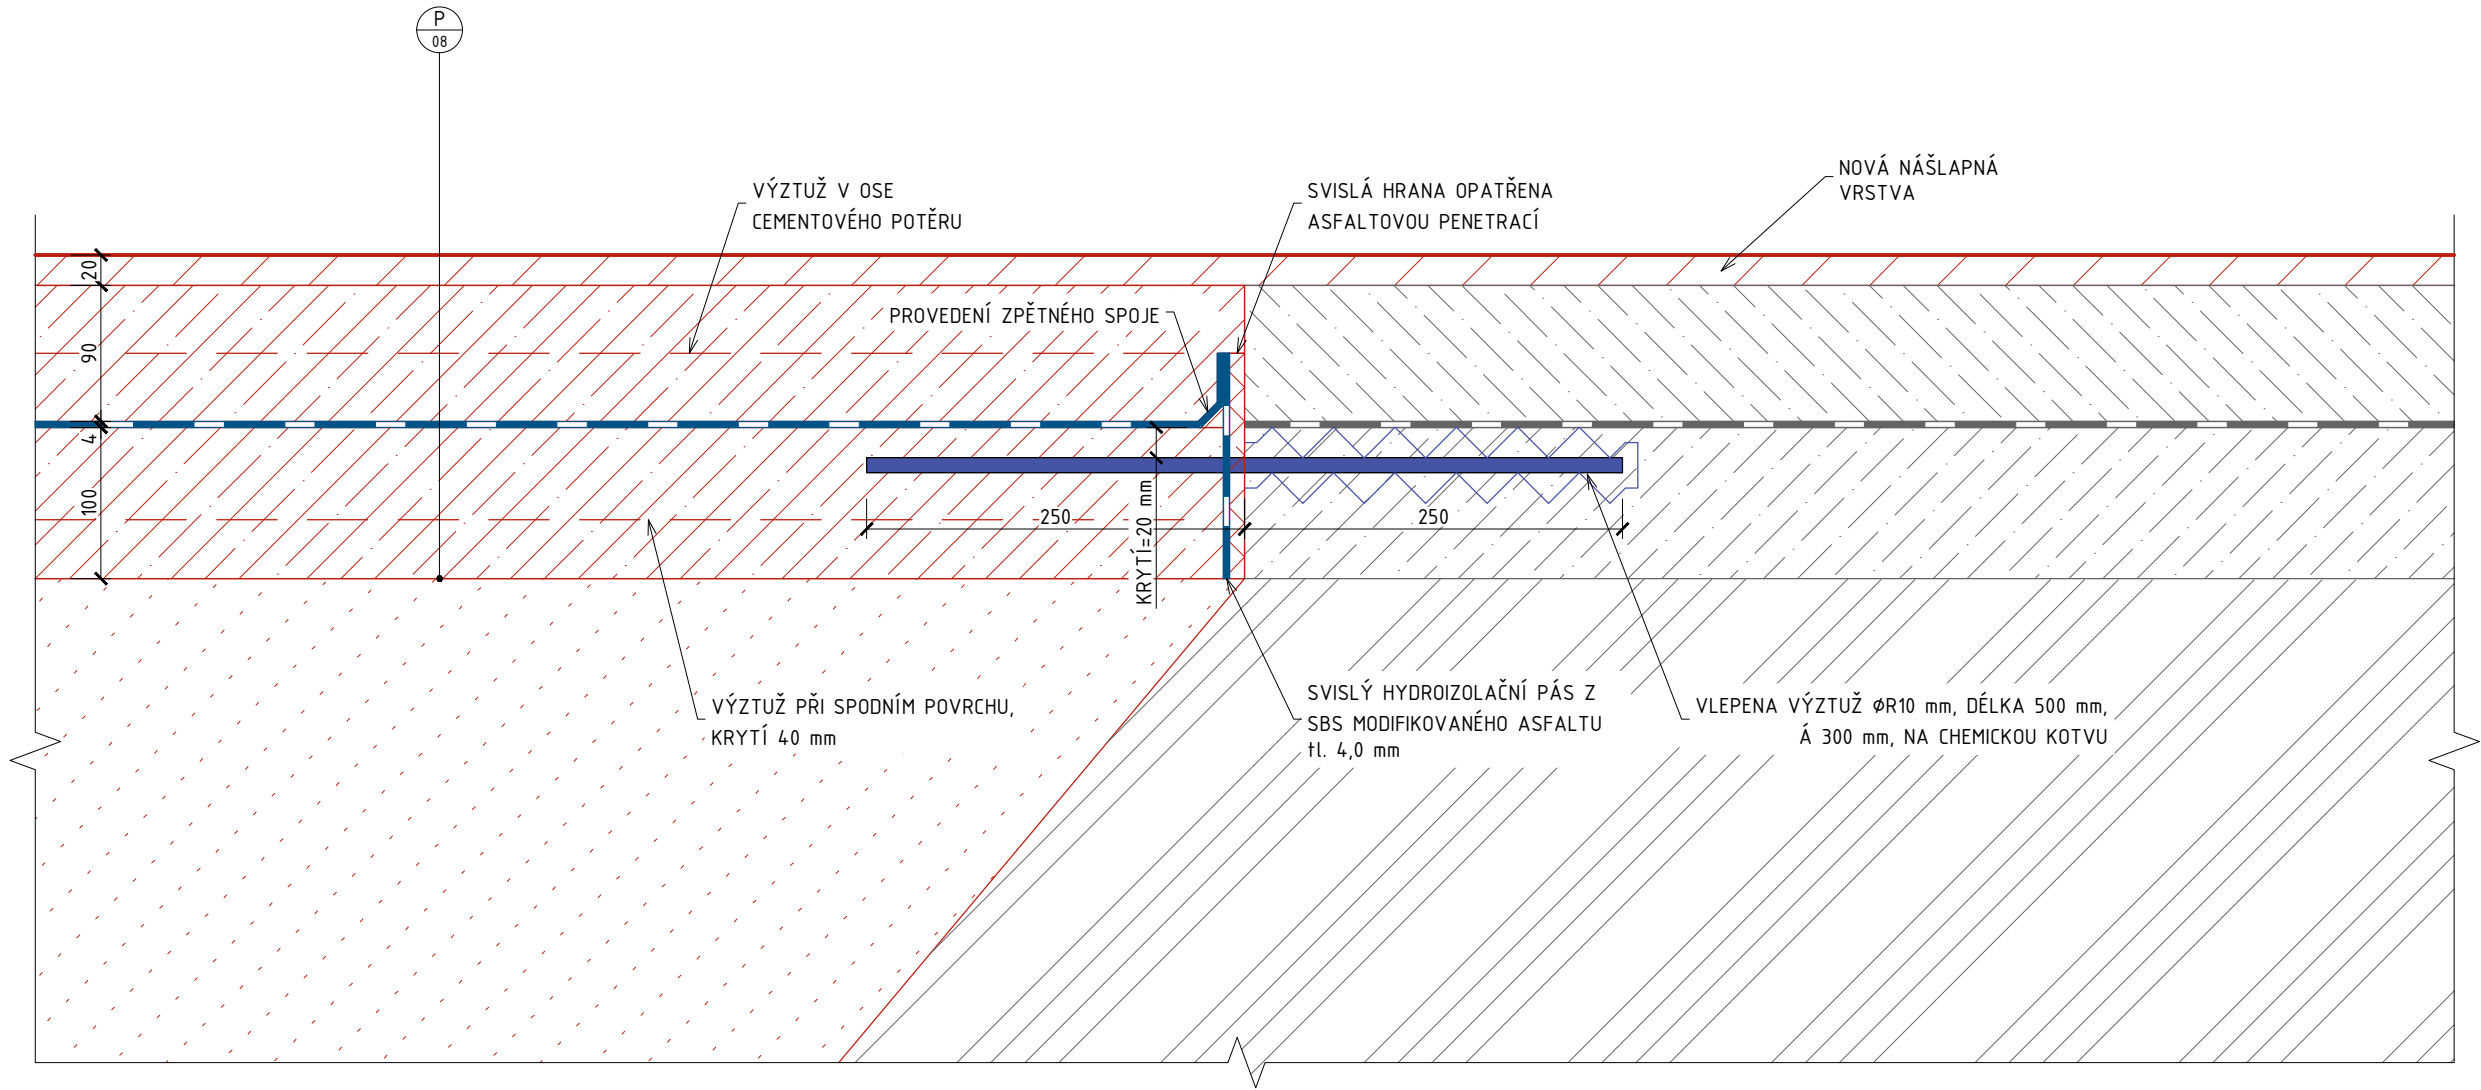 P
08
NOVÁ NÁŠLAPNÁ
VRSTVA
VÝZTUŽ V OSE
CEMENTOVÉHO POTĚRU
SVISLÁ HRANA OPATŘENA
ASFALTOVOU PENETRACÍ
20
PROVEDENÍ ZPĚTNÉHO SPOJE
90
4
100
250
250
KRYTÍ=20 mm
VÝZTUŽ PŘI SPODNÍM POVRCHU,
KRYTÍ 40 mm
SVISLÝ HYDROIZOLAČNÍ PÁS Z
SBS MODIFIKOVANÉHO ASFALTU
tl. 4,0 mm
VLEPENA VÝZTUŽ ØR10 mm, DÉLKA 500 mm,
Á 300 mm, NA CHEMICKOU KOTVU